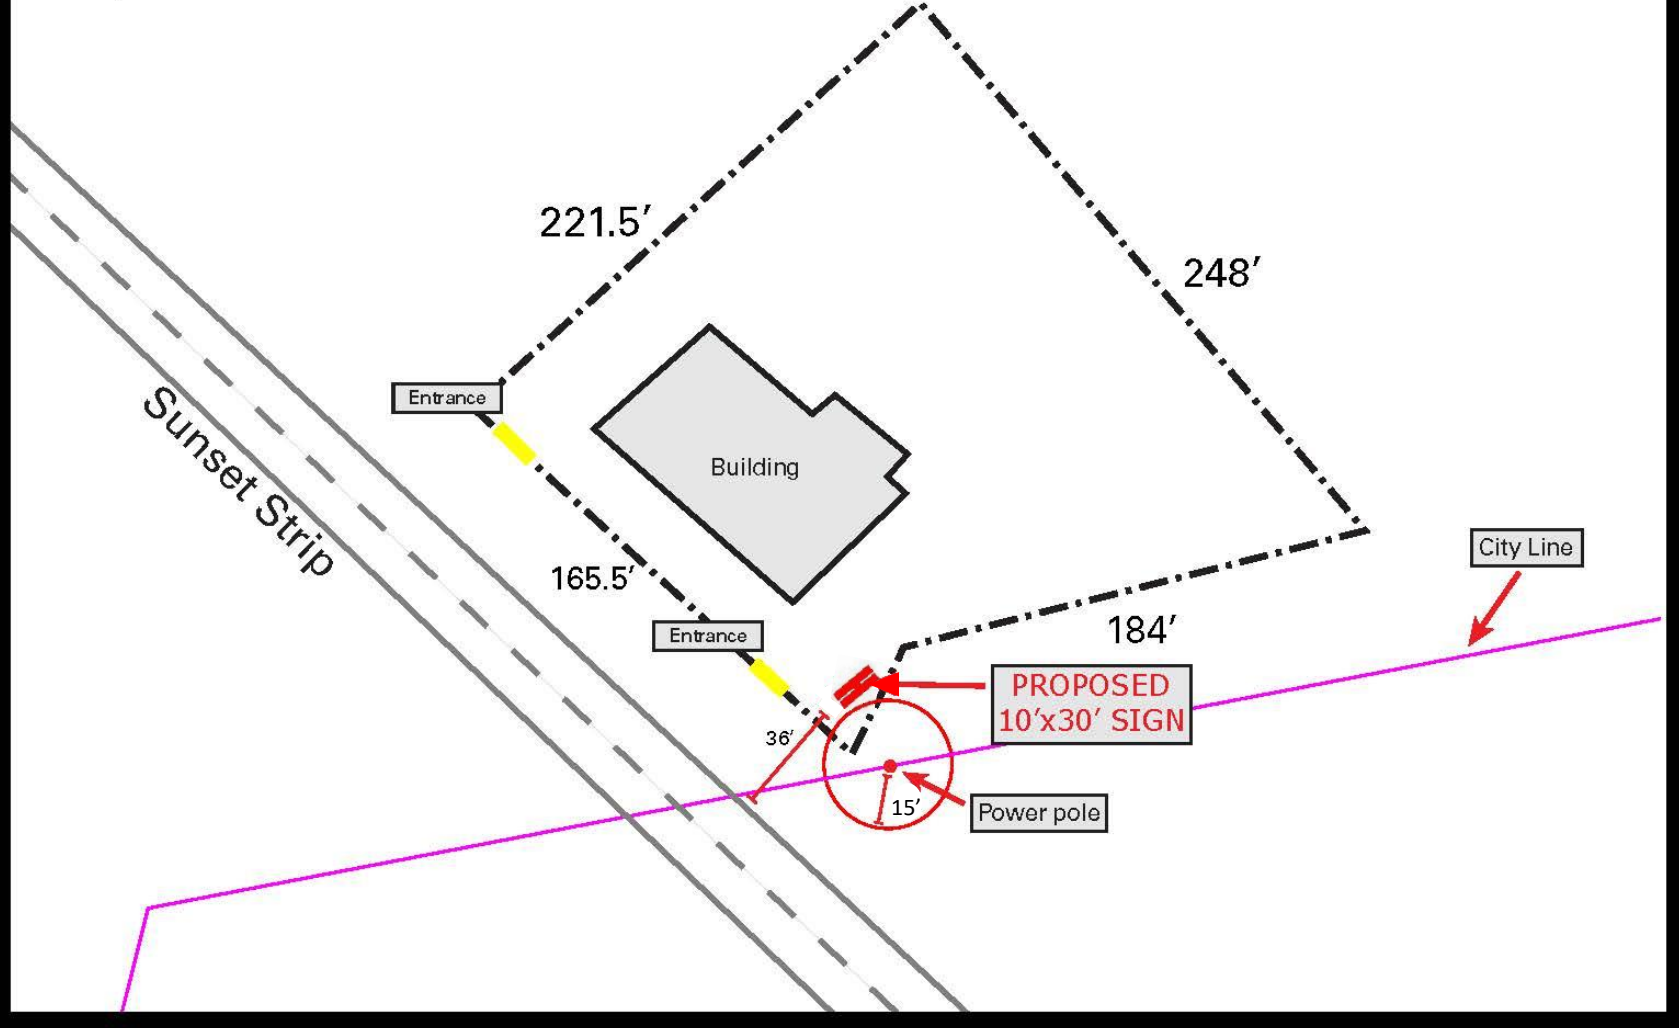 221.5′
248′
Entrance
Sunset Strip
Building
City Line
165.5′
Entrance
184′
PROPOSED
10′x30′ SIGN
36′
15′
Power pole